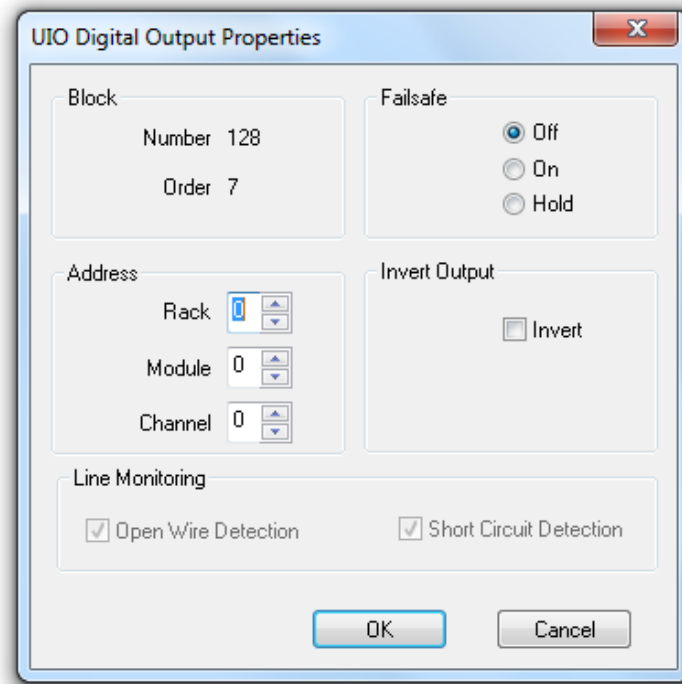 UIO Digital Output Properties
Block
Number 128
Order 7
Failsafe
Off
On
Hold
Address
Rack 0
Module 0
Channel 0
Invert Output
Invert
Line Monitoring
Open Wire Detection
Short Circuit Detection
OK
Cancel